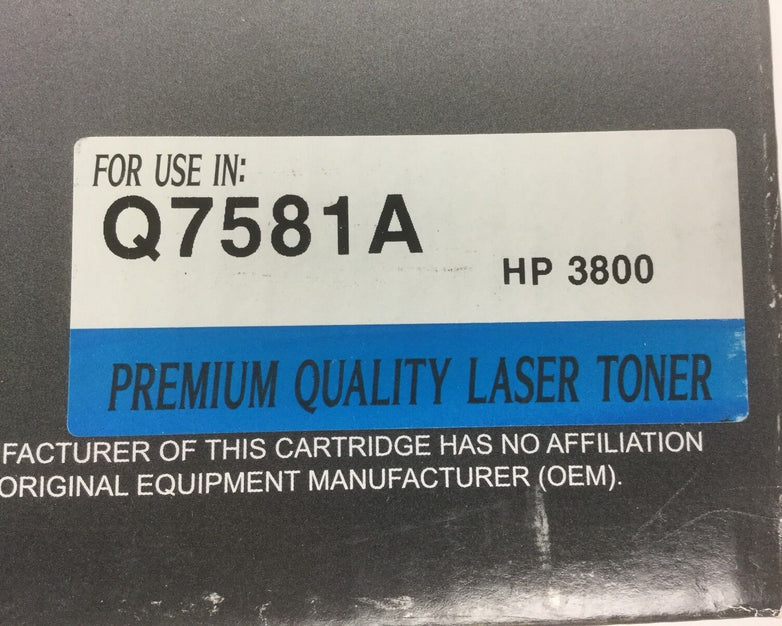 FOR USE IN:
Q7581A
HP 3800
PREMIUM QUALITY LASER TONER
FACTURER OF THIS CARTRIDGE HAS NO AFFILIATION
ORIGINAL EQUIPMENT MANUFACTURER (OEM).